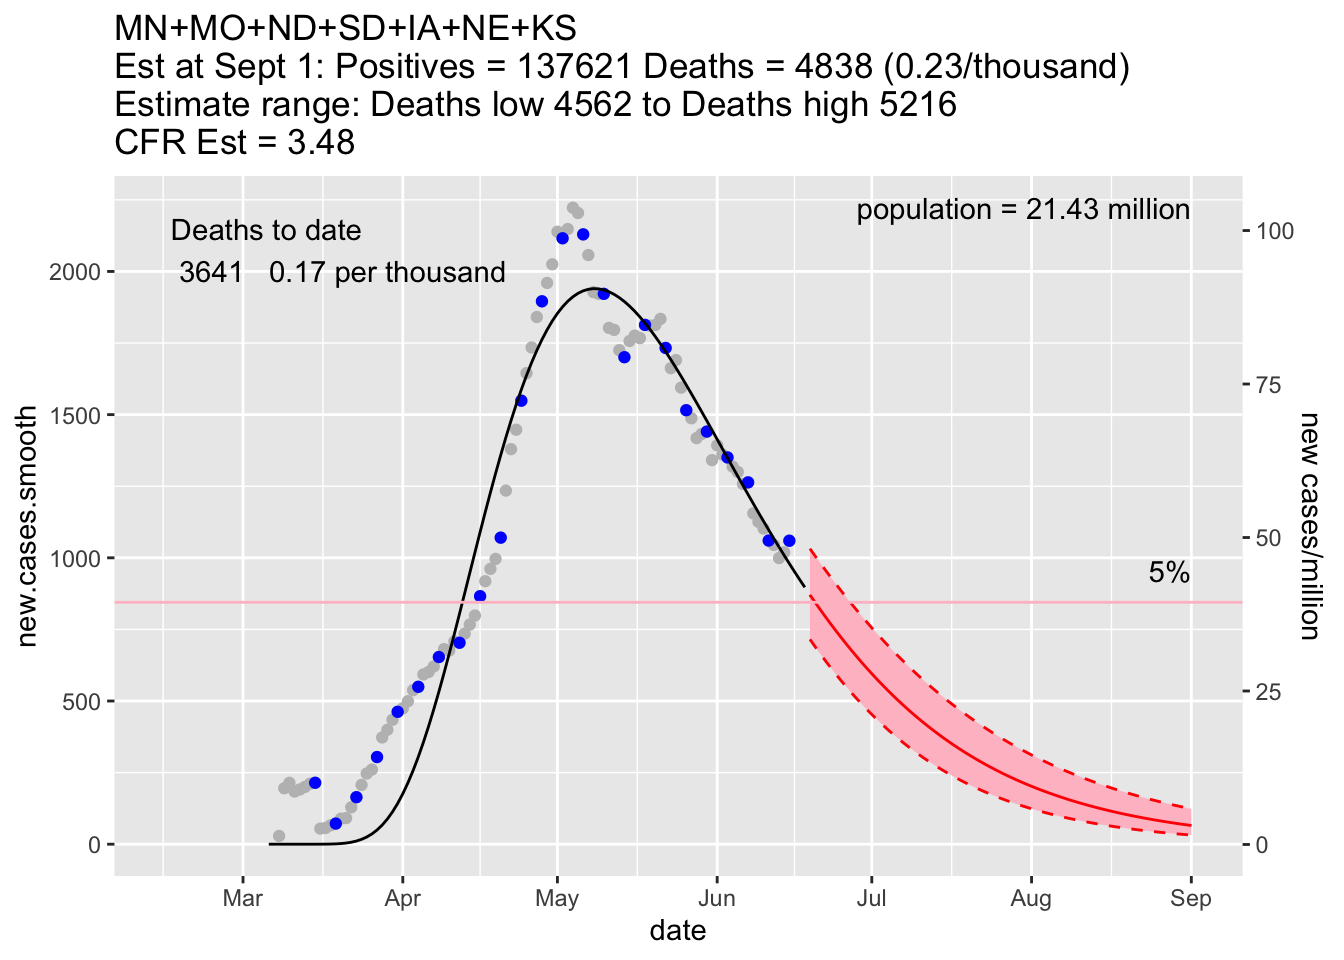 MN+MO+ND+SD+IA+NE+KS
Est at Sept 1: Positives = 137621 Deaths = 4838 (0.23/thousand)
Estimate range: Deaths low 4562 to Deaths high 5216
CFR Est = 3.48
population = 21.43 million
Deaths to date
3641 0.17 per thousand
5%
new.cases.smooth
2000
1500
1000
500
0
new cases/million
100
75
50
25
0
Mar Apr May Jun Jul Aug Sep
date